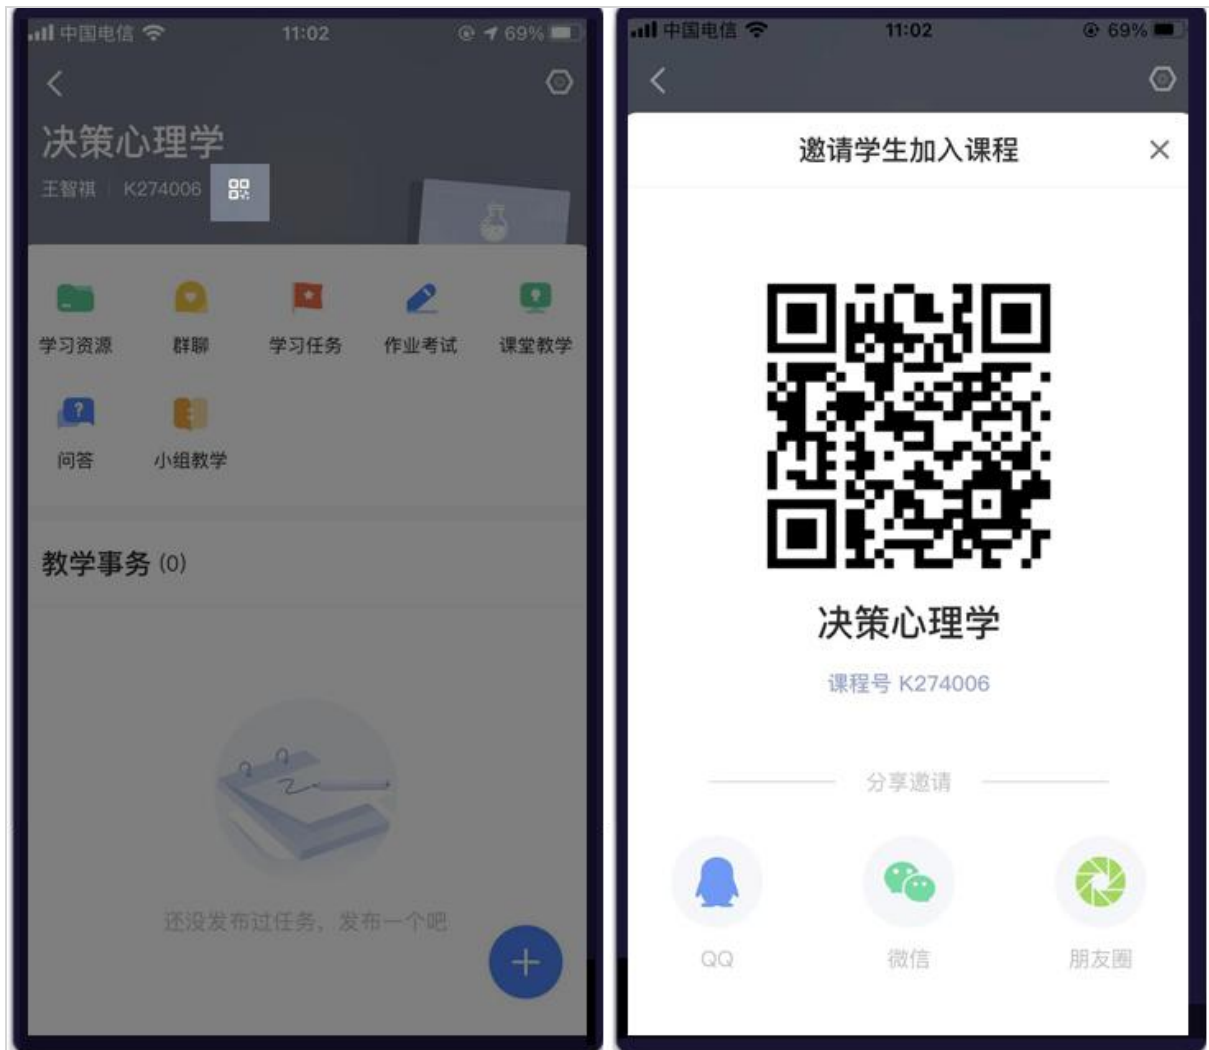 中国电信 11:02 69%
决策心理学
王智祺 K274006
学习资源 群聊 学习任务 作业考试 课堂教学
问答 小组教学
教学事务 (0)
还没发布过任务，发布一个吧
中国电信 11:02 69%
邀请学生加入课程
决策心理学
课程号 K274006
分享邀请
QQ 微信 朋友圈